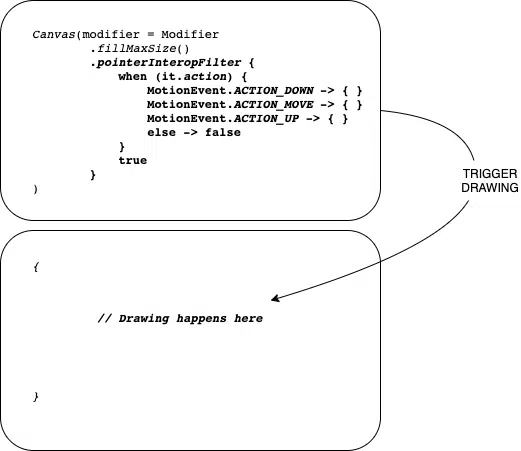 Canvas(modifier = Modifier
.fillMaxSize()
.pointerInteropFilter {
when (it.action) {
MotionEvent.ACTION_DOWN -> { }
MotionEvent.ACTION_MOVE -> { }
MotionEvent.ACTION_UP -> { }
else -> false
}
true
}
)
TRIGGER
DRAWING
{
// Drawing happens here
}